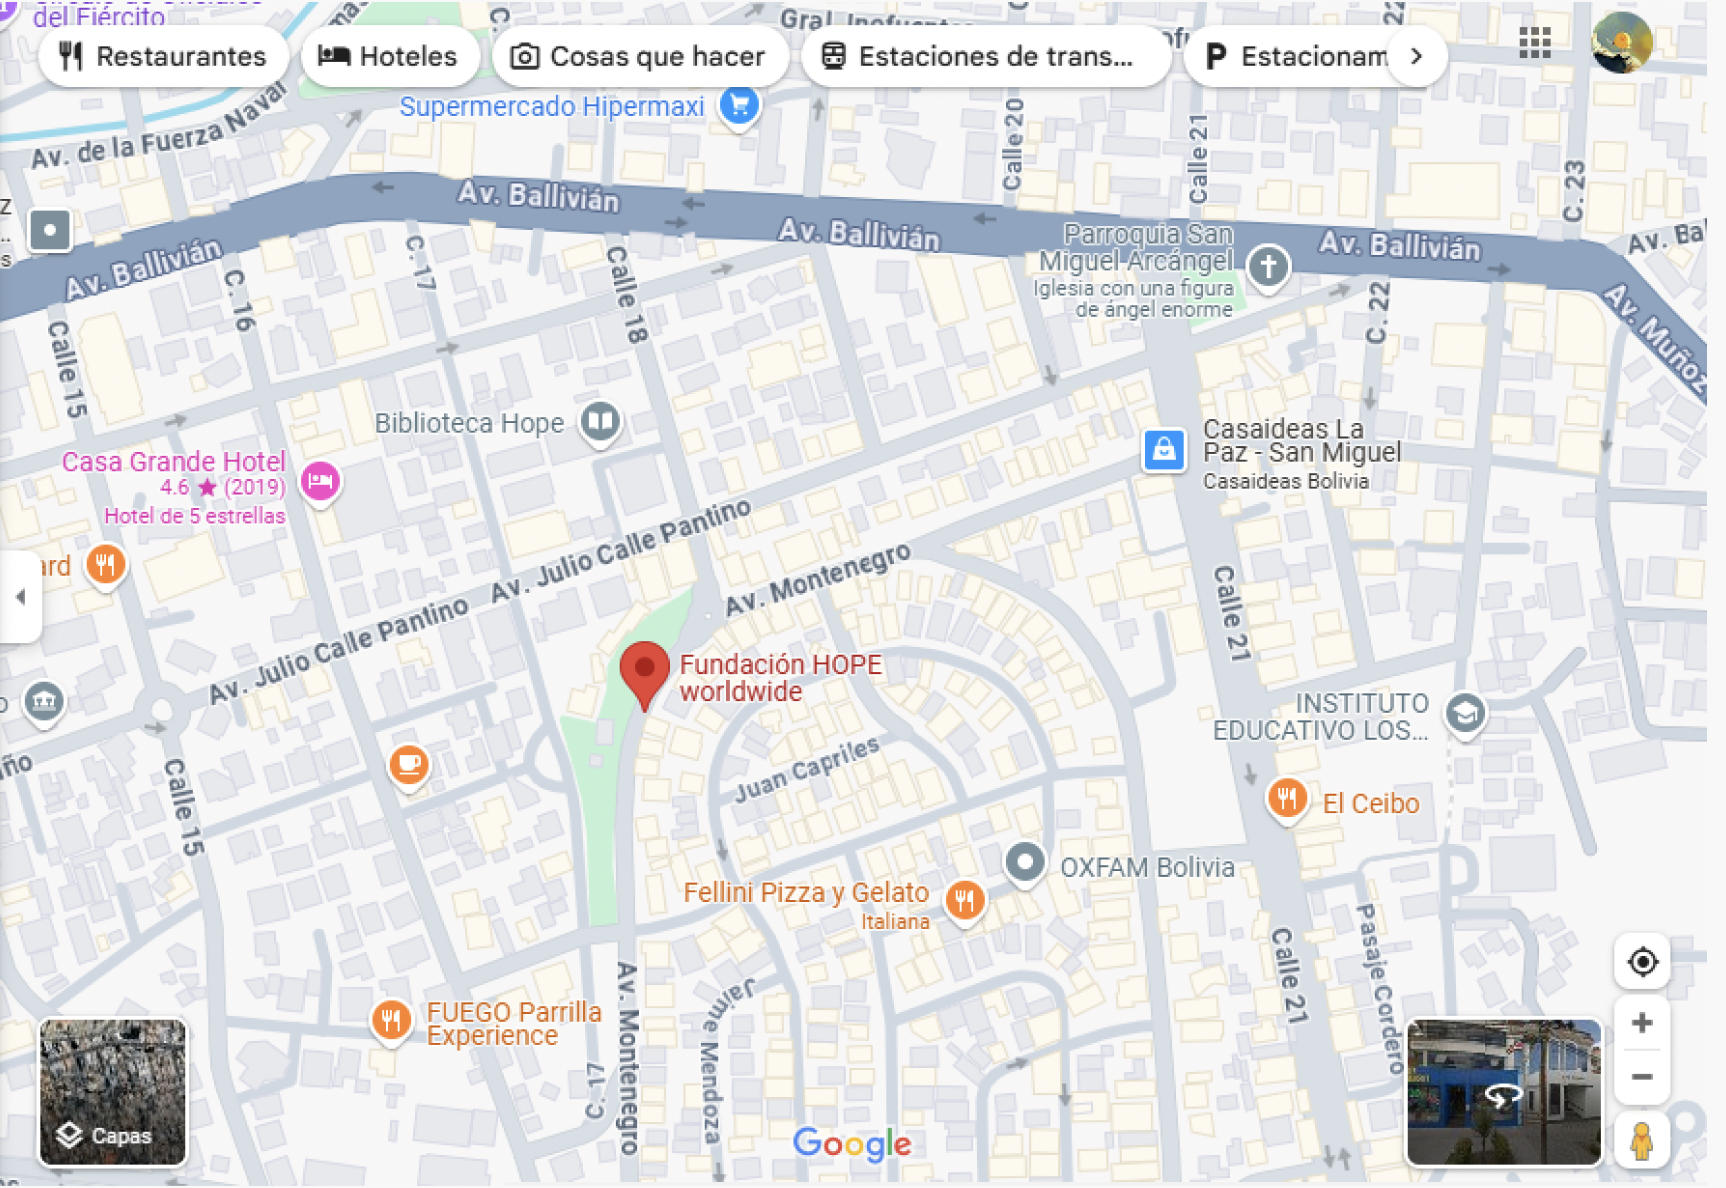 del Ejército
Restaurantes
Hoteles
Cosas que hacer
Estaciones de trans...
P Estacionam
Supermercado Hipermaxi
Av. de la Fuerza Naval
Calle 20
Calle 21
C. 23
Av. Ballivián
Av. Ballivián
Av. Ballivián
Av. Ballivián
Av. Ba
Av. Muñoz
Parroquia San
Miguel Arcángel
Iglesia con una figura
de ángel enorme
C. 16
C. 17
Calle 18
C. 22
Calle 15
Biblioteca Hope
Casaideas La
Paz - San Miguel
Casaideas Bolivia
Casa Grande Hotel
4.6 ★ (2019)
Hotel de 5 estrellas
ard
Av. Julio Calle Pantino
Av. Julio Calle Pantino
Av. Montenegro
Calle 21
Fundación HOPE
worldwide
INSTITUTO
EDUCATIVO LOS...
Juan Capriles
Calle 15
El Ceibo
OXFAM Bolivia
Fellini Pizza y Gelato
Italiana
Pasaje Cordero
Calle 21
FUEGO Parrilla
Experience
Av. Montenegro
Jaime Mendoza
C. 17
Capas
Google